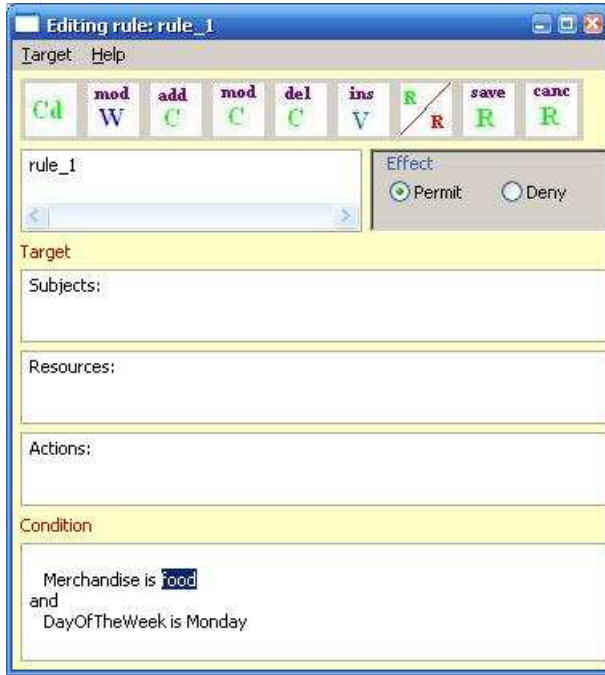 Editing rule: rule_1
Target Help
Cd
mod W
add C
mod C
del C
ins V
R R
save R
canc R
rule_1
Effect
Permit Deny
Target
Subjects:
Resources:
Actions:
Condition
Merchandise is food
and
DayOfTheWeek is Monday